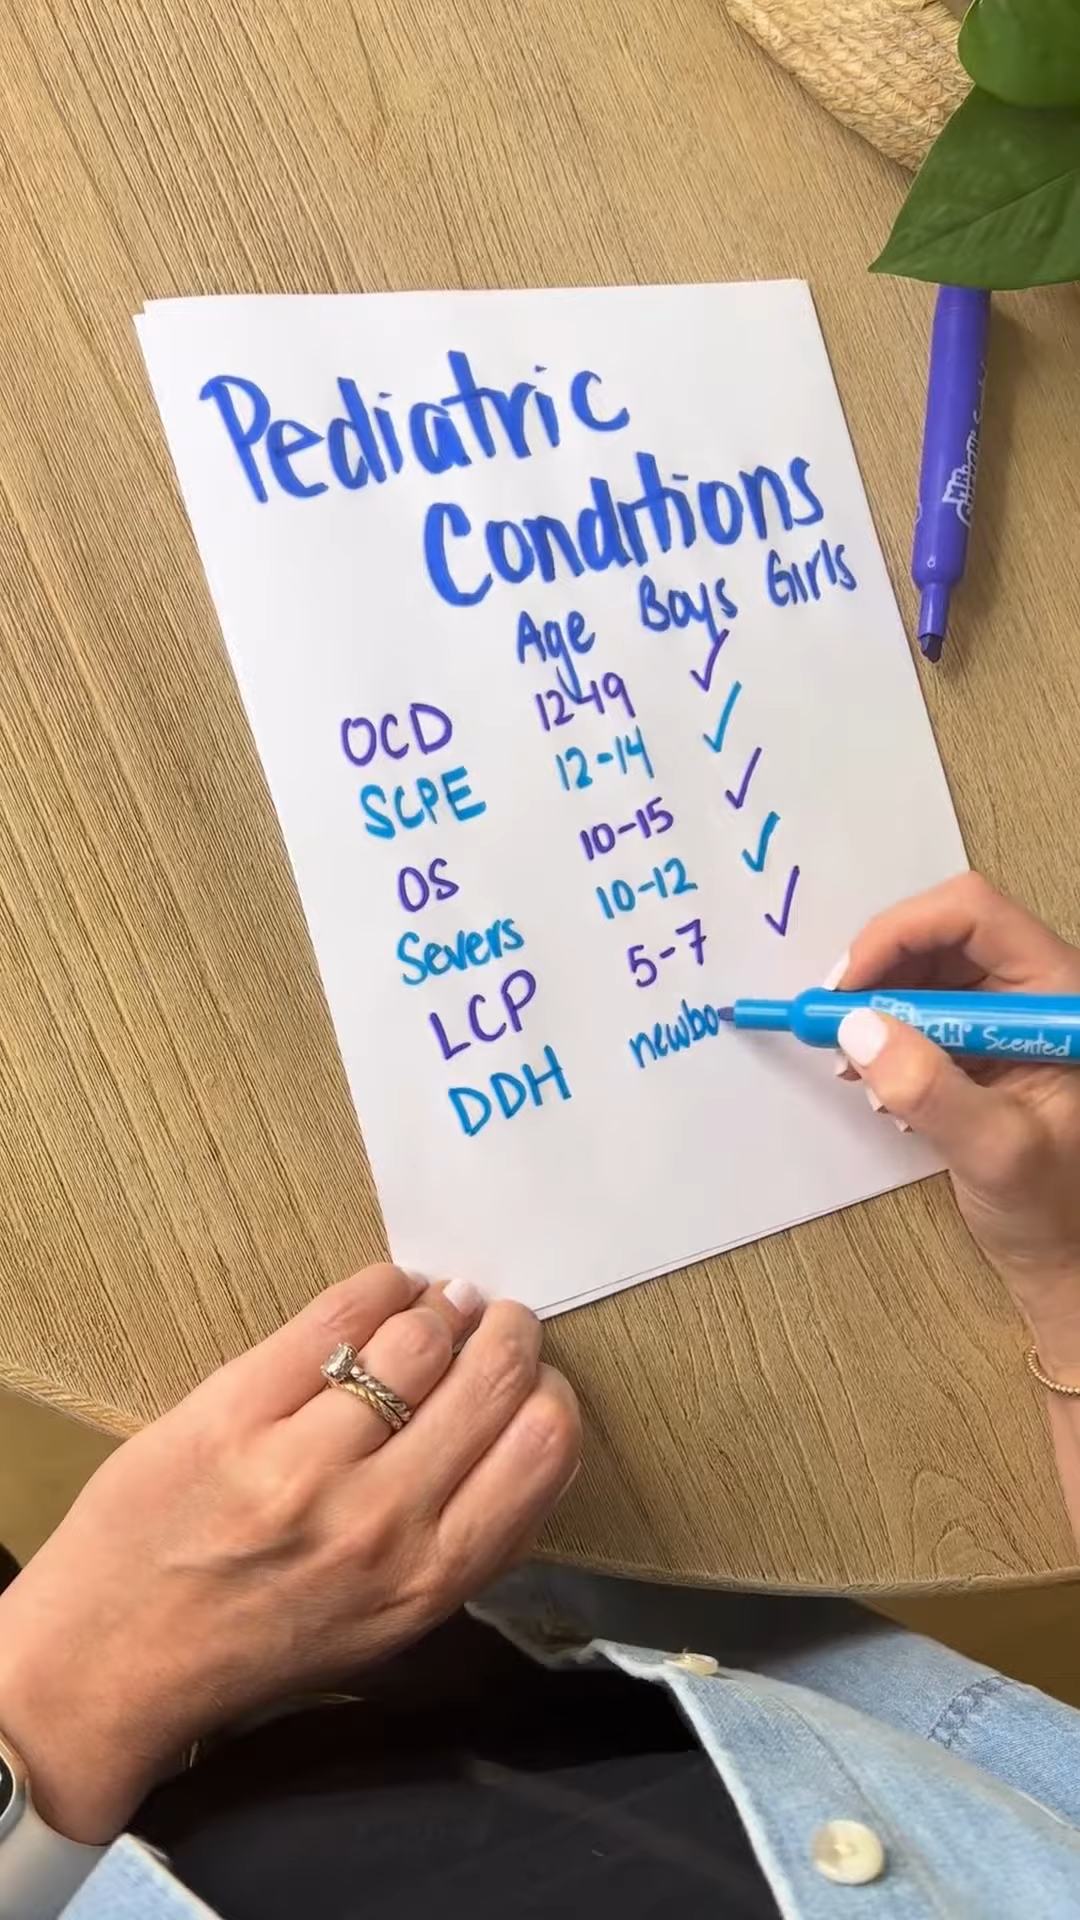 Pediatric
Conditions
Age Boys Girls
OCD 12-19 ✓
SCPE 12-14 ✓
OS 10-15 ✓
Severs 10-12 ✓
LCP 5-7 ✓
DDH newbo
Scented